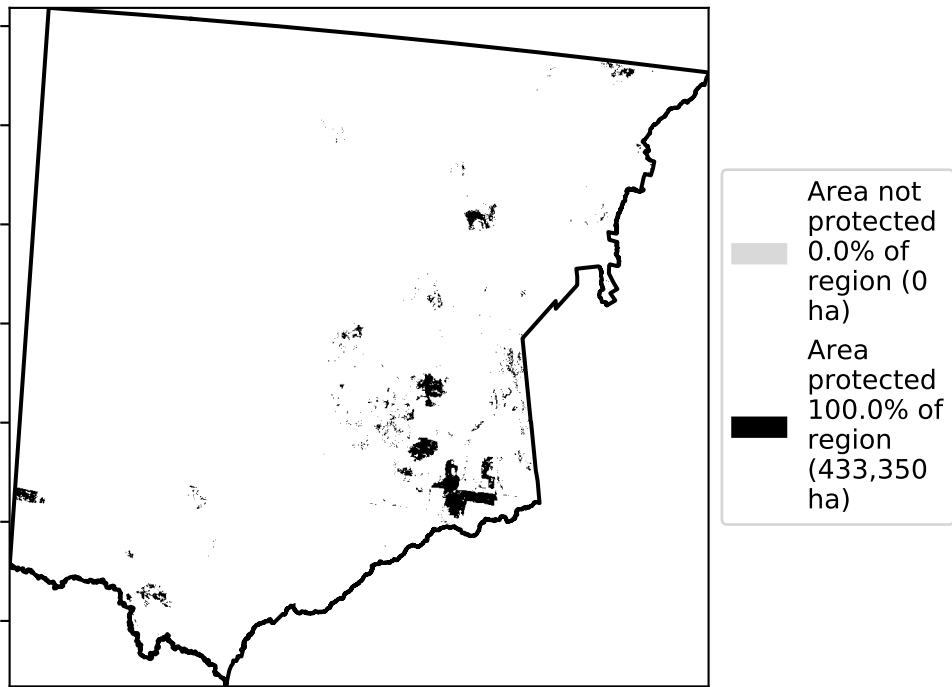 Area not
protected
0.0% of
region (0
ha)
Area
protected
100.0% of
region
(433,350
ha)